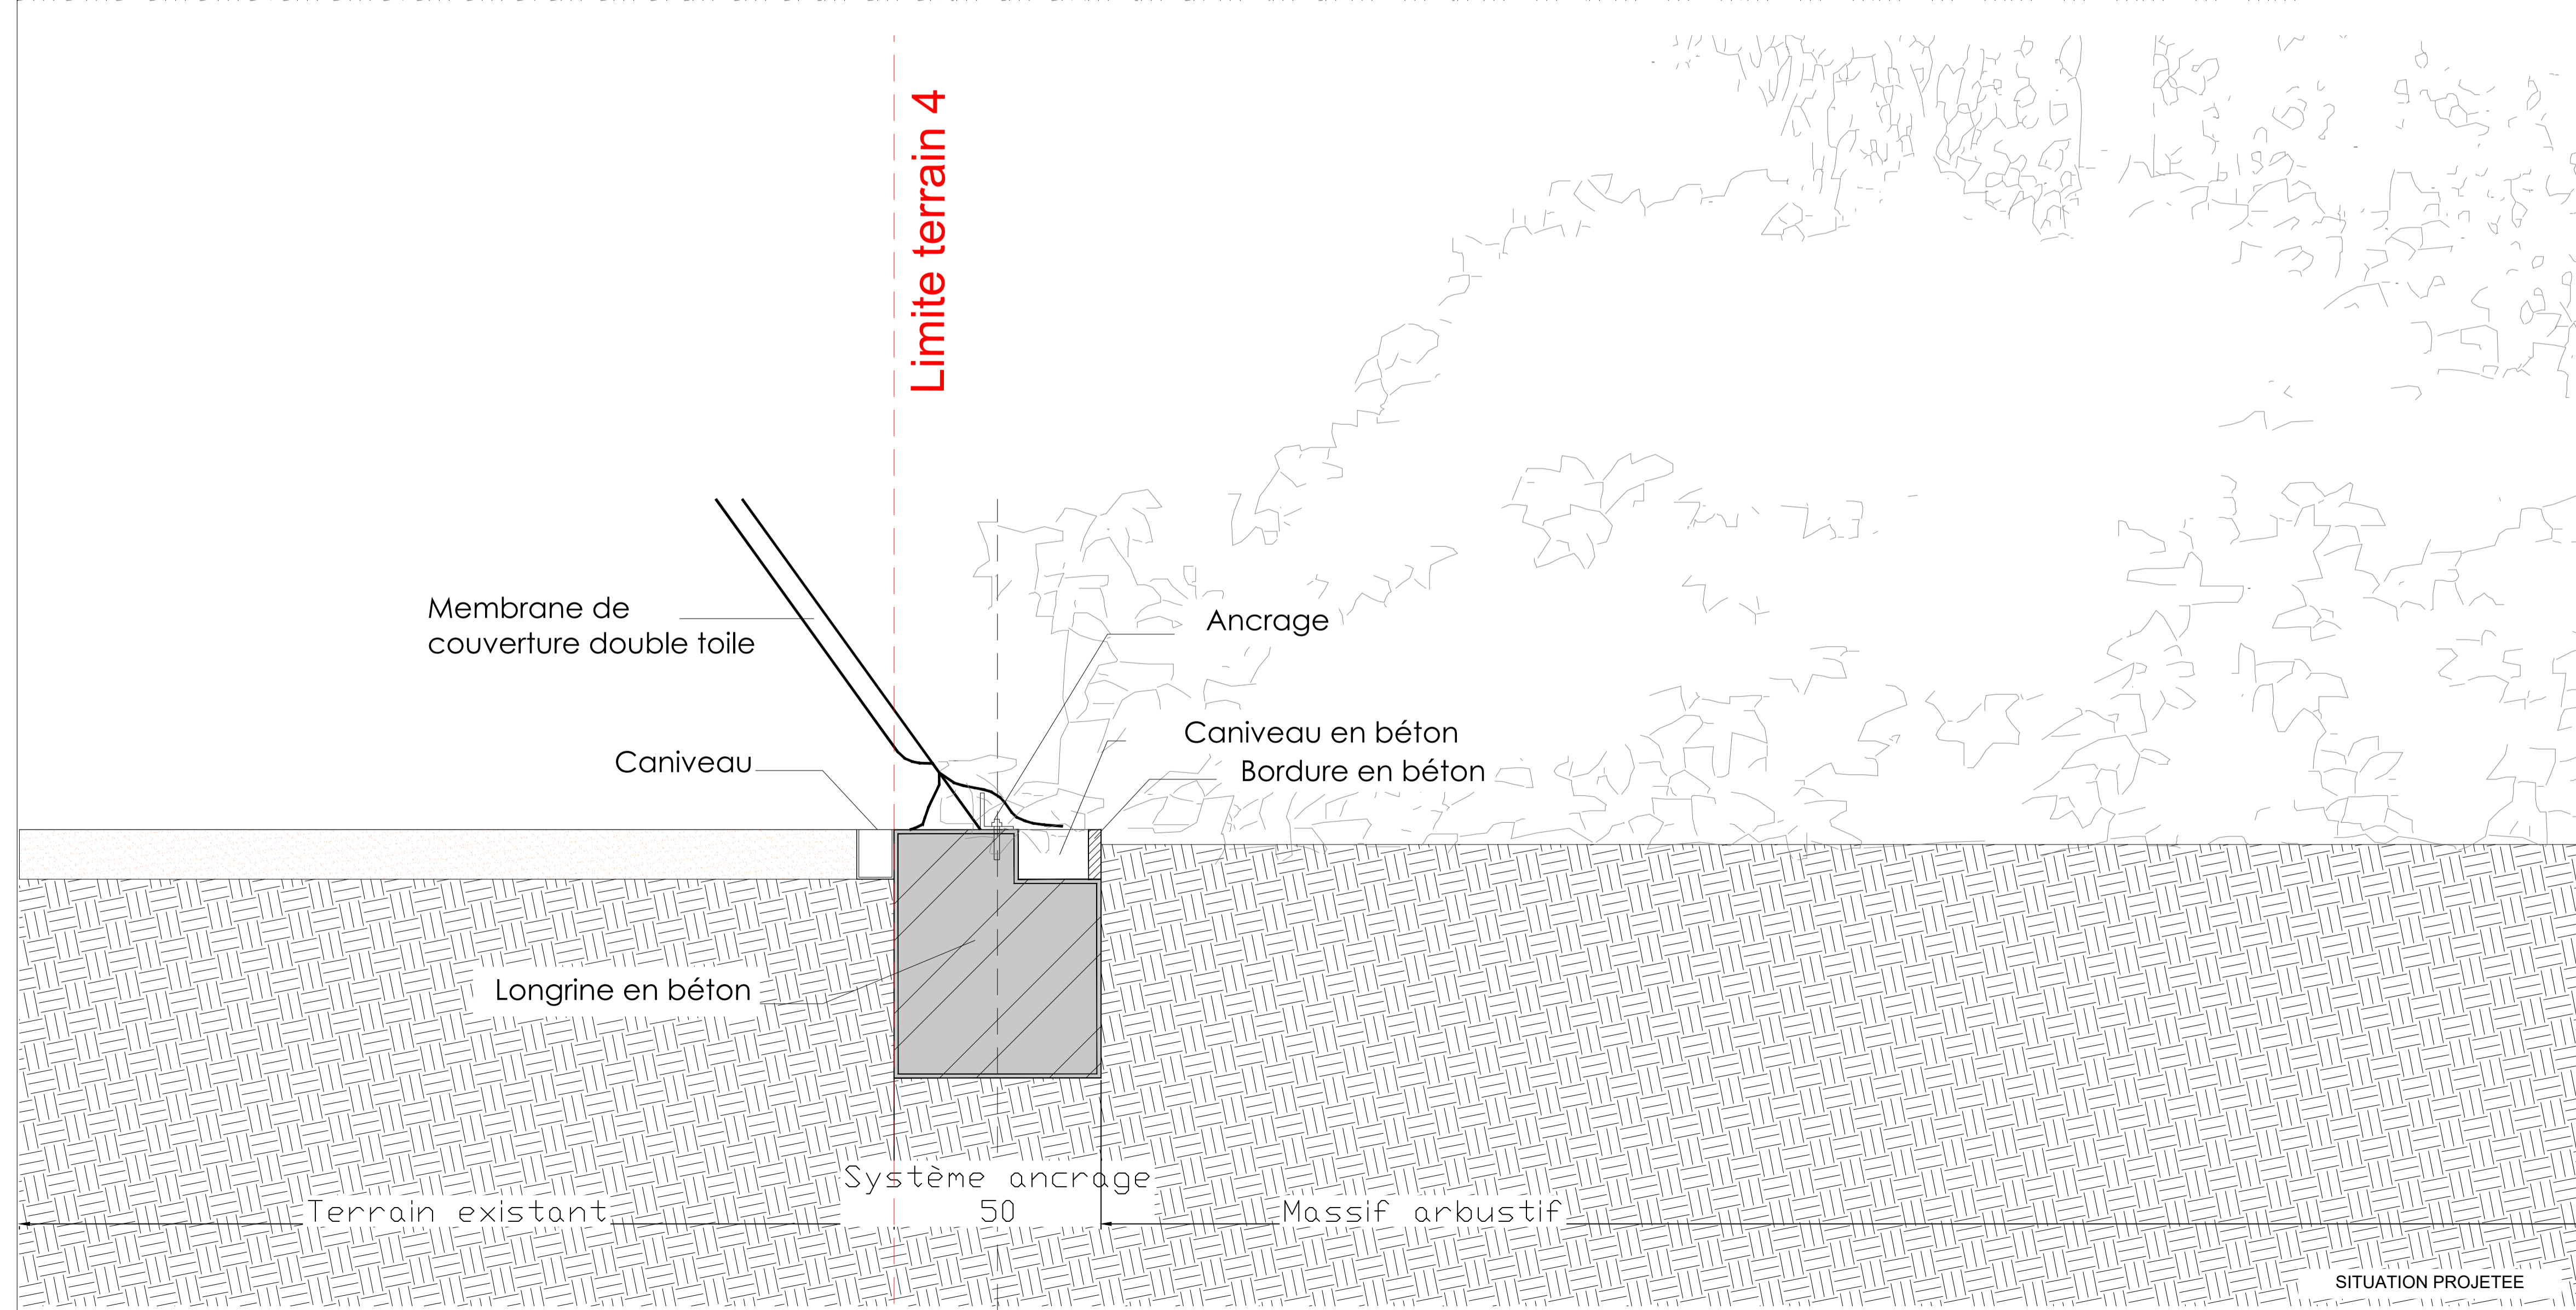 Limite terrain 4
Membrane de
couverture double toile
Ancrage
Caniveau en béton
Caniveau
Bordure en béton
Longrine en béton
Système ancrage
50
Terrain existant
Massif arbustif
SITUATION PROJETEE